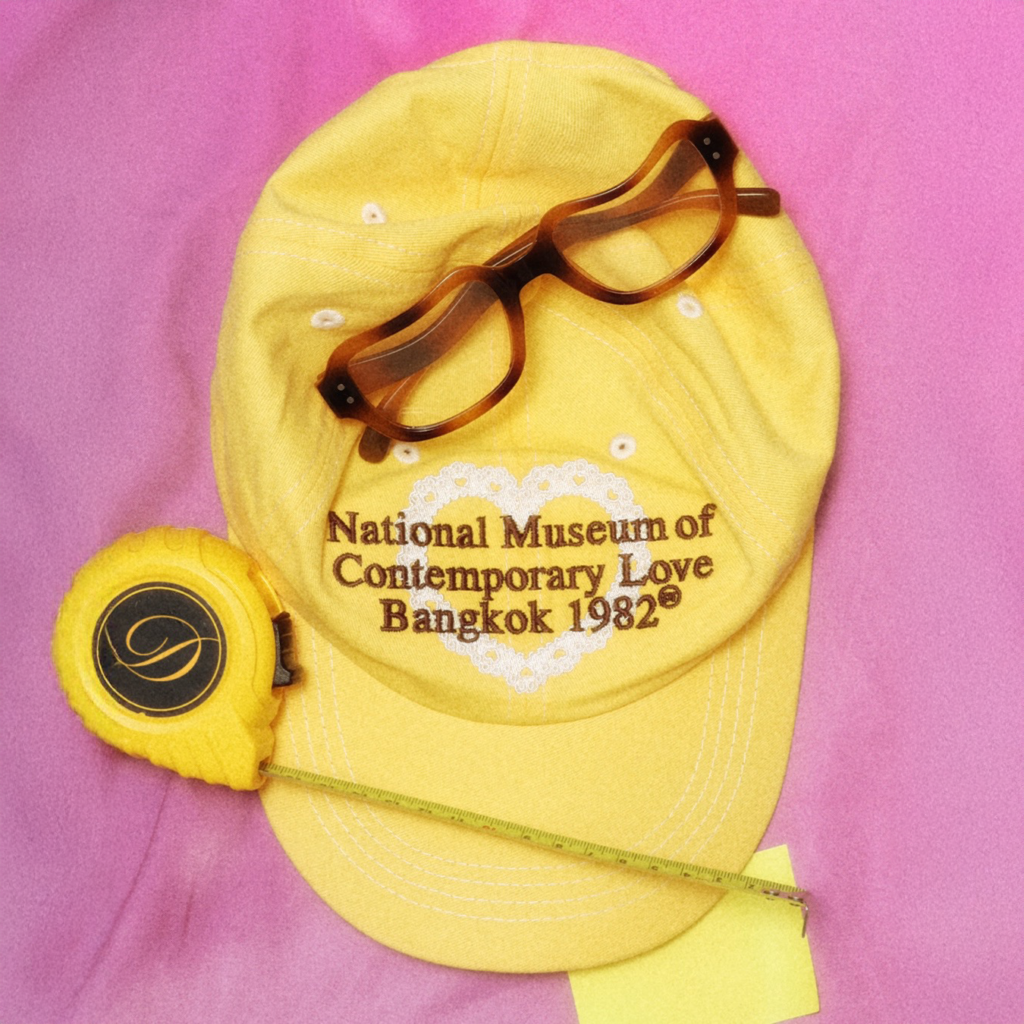 National Museum of
Contemporary Love
Bangkok 1982®
D